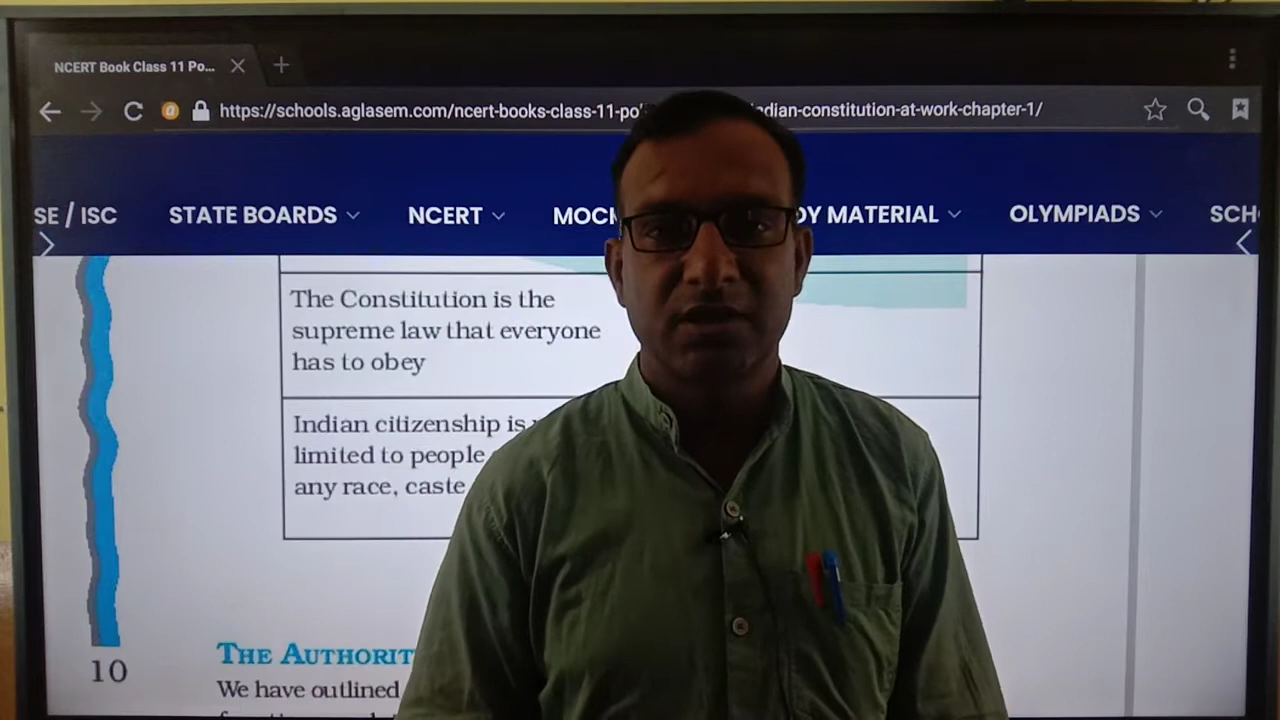 NCERT Book Class 11 Po...
https://schools.aglasem.com/ncert-books-class-11-po
dian-constitution-at-work-chapter-1/
SE / ISC STATE BOARDS NCERT MOCK DY MATERIAL OLYMPIADS SCH
The Constitution is the
supreme law that everyone
has to obey
Indian citizenship is
limited to people
any race, caste
THE AUTHORIT
10
We have outlined